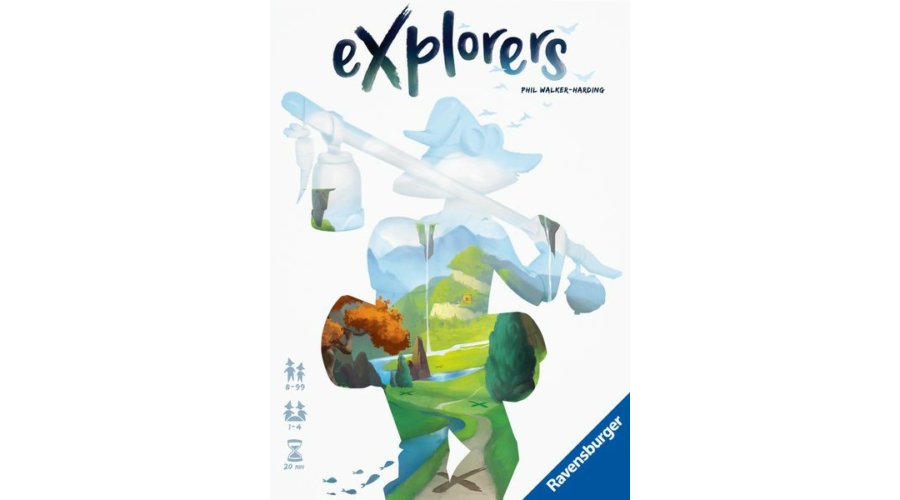 eXplorers
PHIL WALKER-HARDING
8-99
1-4
20 min
Ravensburger